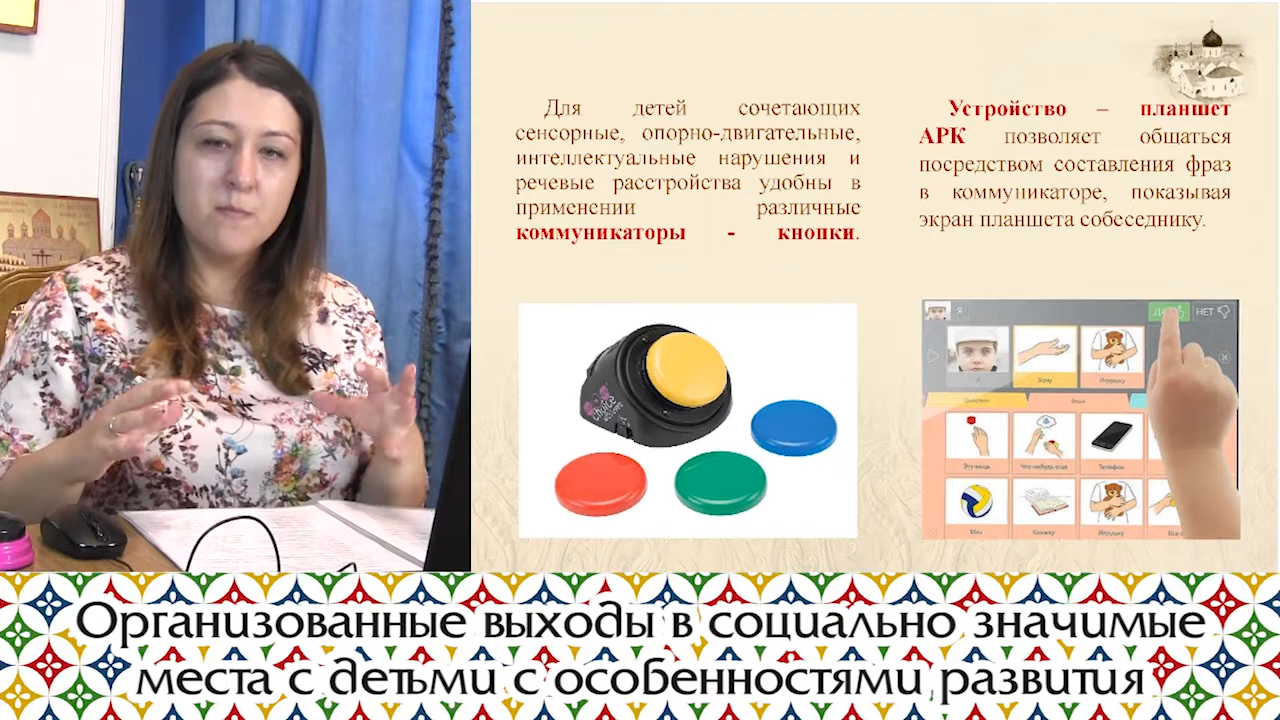 Для детей сочетающих
сенсорные, опорно-двигательные,
интеллектуальные нарушения и
речевые расстройства удобны в
применении различные
коммуникаторы - кнопки.
Устройство – планшет
АРК позволяет общаться
посредством составления фраз
в коммуникаторе, показывая
экран планшета собеседнику.
Choice
Я
НЕТ
Я
Хочу
Игрушку
Эту вещь
Что-нибудь еще
Телефон
Мяч
Книжку
Игрушку
Организованные выходы в социально значимые
места с детьми с особенностями развития